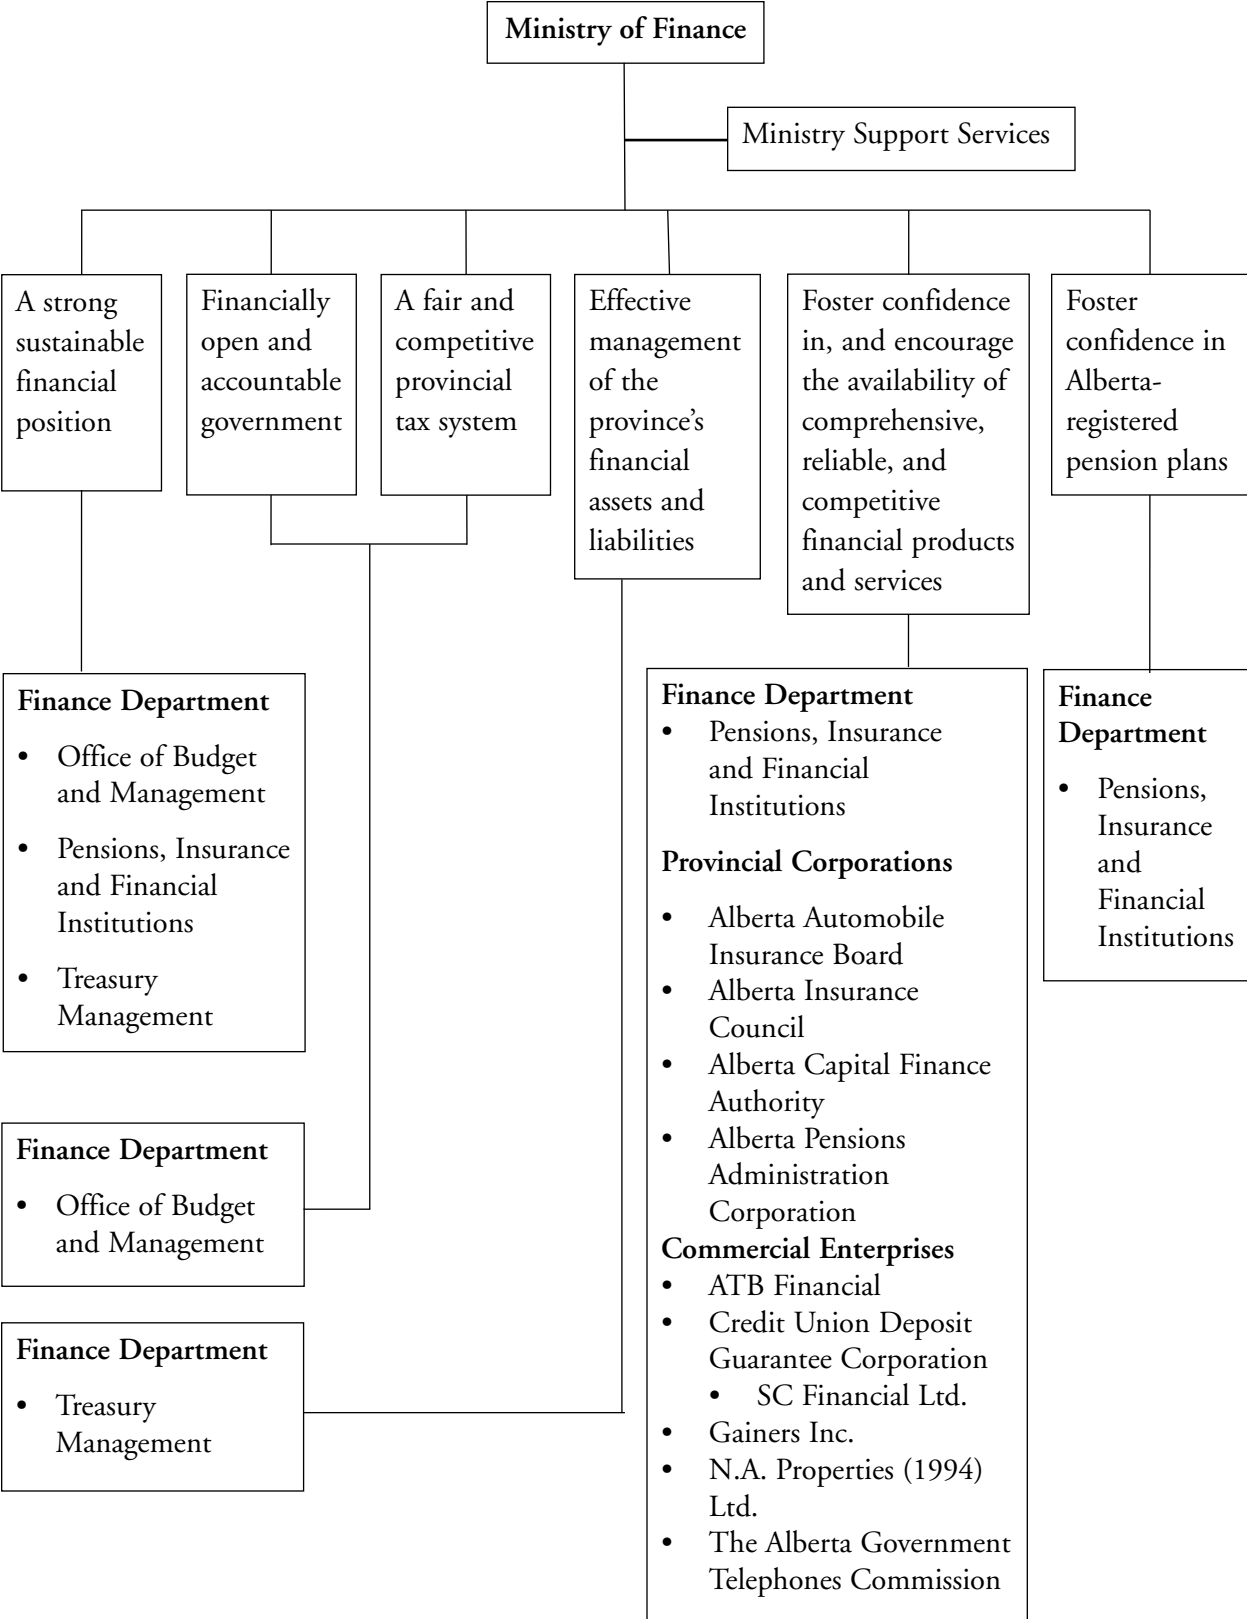 Ministry of Finance
Ministry Support Services
A strong
sustainable
financial
position
Financially
open and
accountable
government
A fair and
competitive
provincial
tax system
Effective
management
of the
province’s
financial
assets and
liabilities
Foster confidence
in, and encourage
the availability of
comprehensive,
reliable, and
competitive
financial products
and services
Foster
confidence in
Alberta-
registered
pension plans
Finance Department
• Office of Budget
and Management
• Pensions, Insurance
and Financial
Institutions
• Treasury
Management
Finance Department
• Office of Budget
and Management
Finance Department
• Treasury
Management
Finance Department
• Pensions, Insurance
and Financial
Institutions
Provincial Corporations
• Alberta Automobile
Insurance Board
• Alberta Insurance
Council
• Alberta Capital Finance
Authority
• Alberta Pensions
Administration
Corporation
Commercial Enterprises
• ATB Financial
• Credit Union Deposit
Guarantee Corporation
• SC Financial Ltd.
• Gainers Inc.
• N.A. Properties (1994)
Ltd.
• The Alberta Government
Telephones Commission
Finance
Department
• Pensions,
Insurance
and
Financial
Institutions